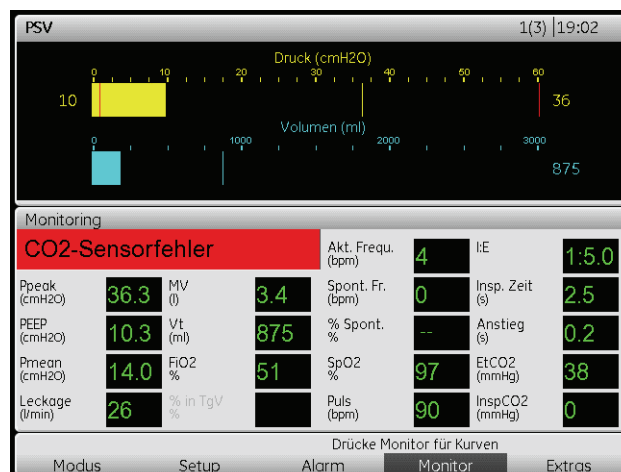 PSV 1(3) 19:02
Druck (cmH2O)
0 10 20 30 40 50 60
10 36
Volumen (ml)
0 1000 2000 3000
875
Monitoring
CO2-Sensorfehler
Akt. Frequ. (bpm) 4 I:E 1:5.0
Ppeak (cmH2O) 36.3 MV (l) 3.4 Spont. Fr. (bpm) 0 Insp. Zeit (s) 2.5
PEEP (cmH2O) 10.3 Vt (ml) 875 % Spont. % -- Anstieg (s) 0.2
Pmean (cmH2O) 14.0 FiO2 % 51 SpO2 % 97 EtCO2 (mmHg) 38
Leckage (l/min) 26 % in TgV % Puls (bpm) 90 InspCO2 (mmHg) 0
Drücke Monitor für Kurven
Modus Setup Alarm Monitor Extras